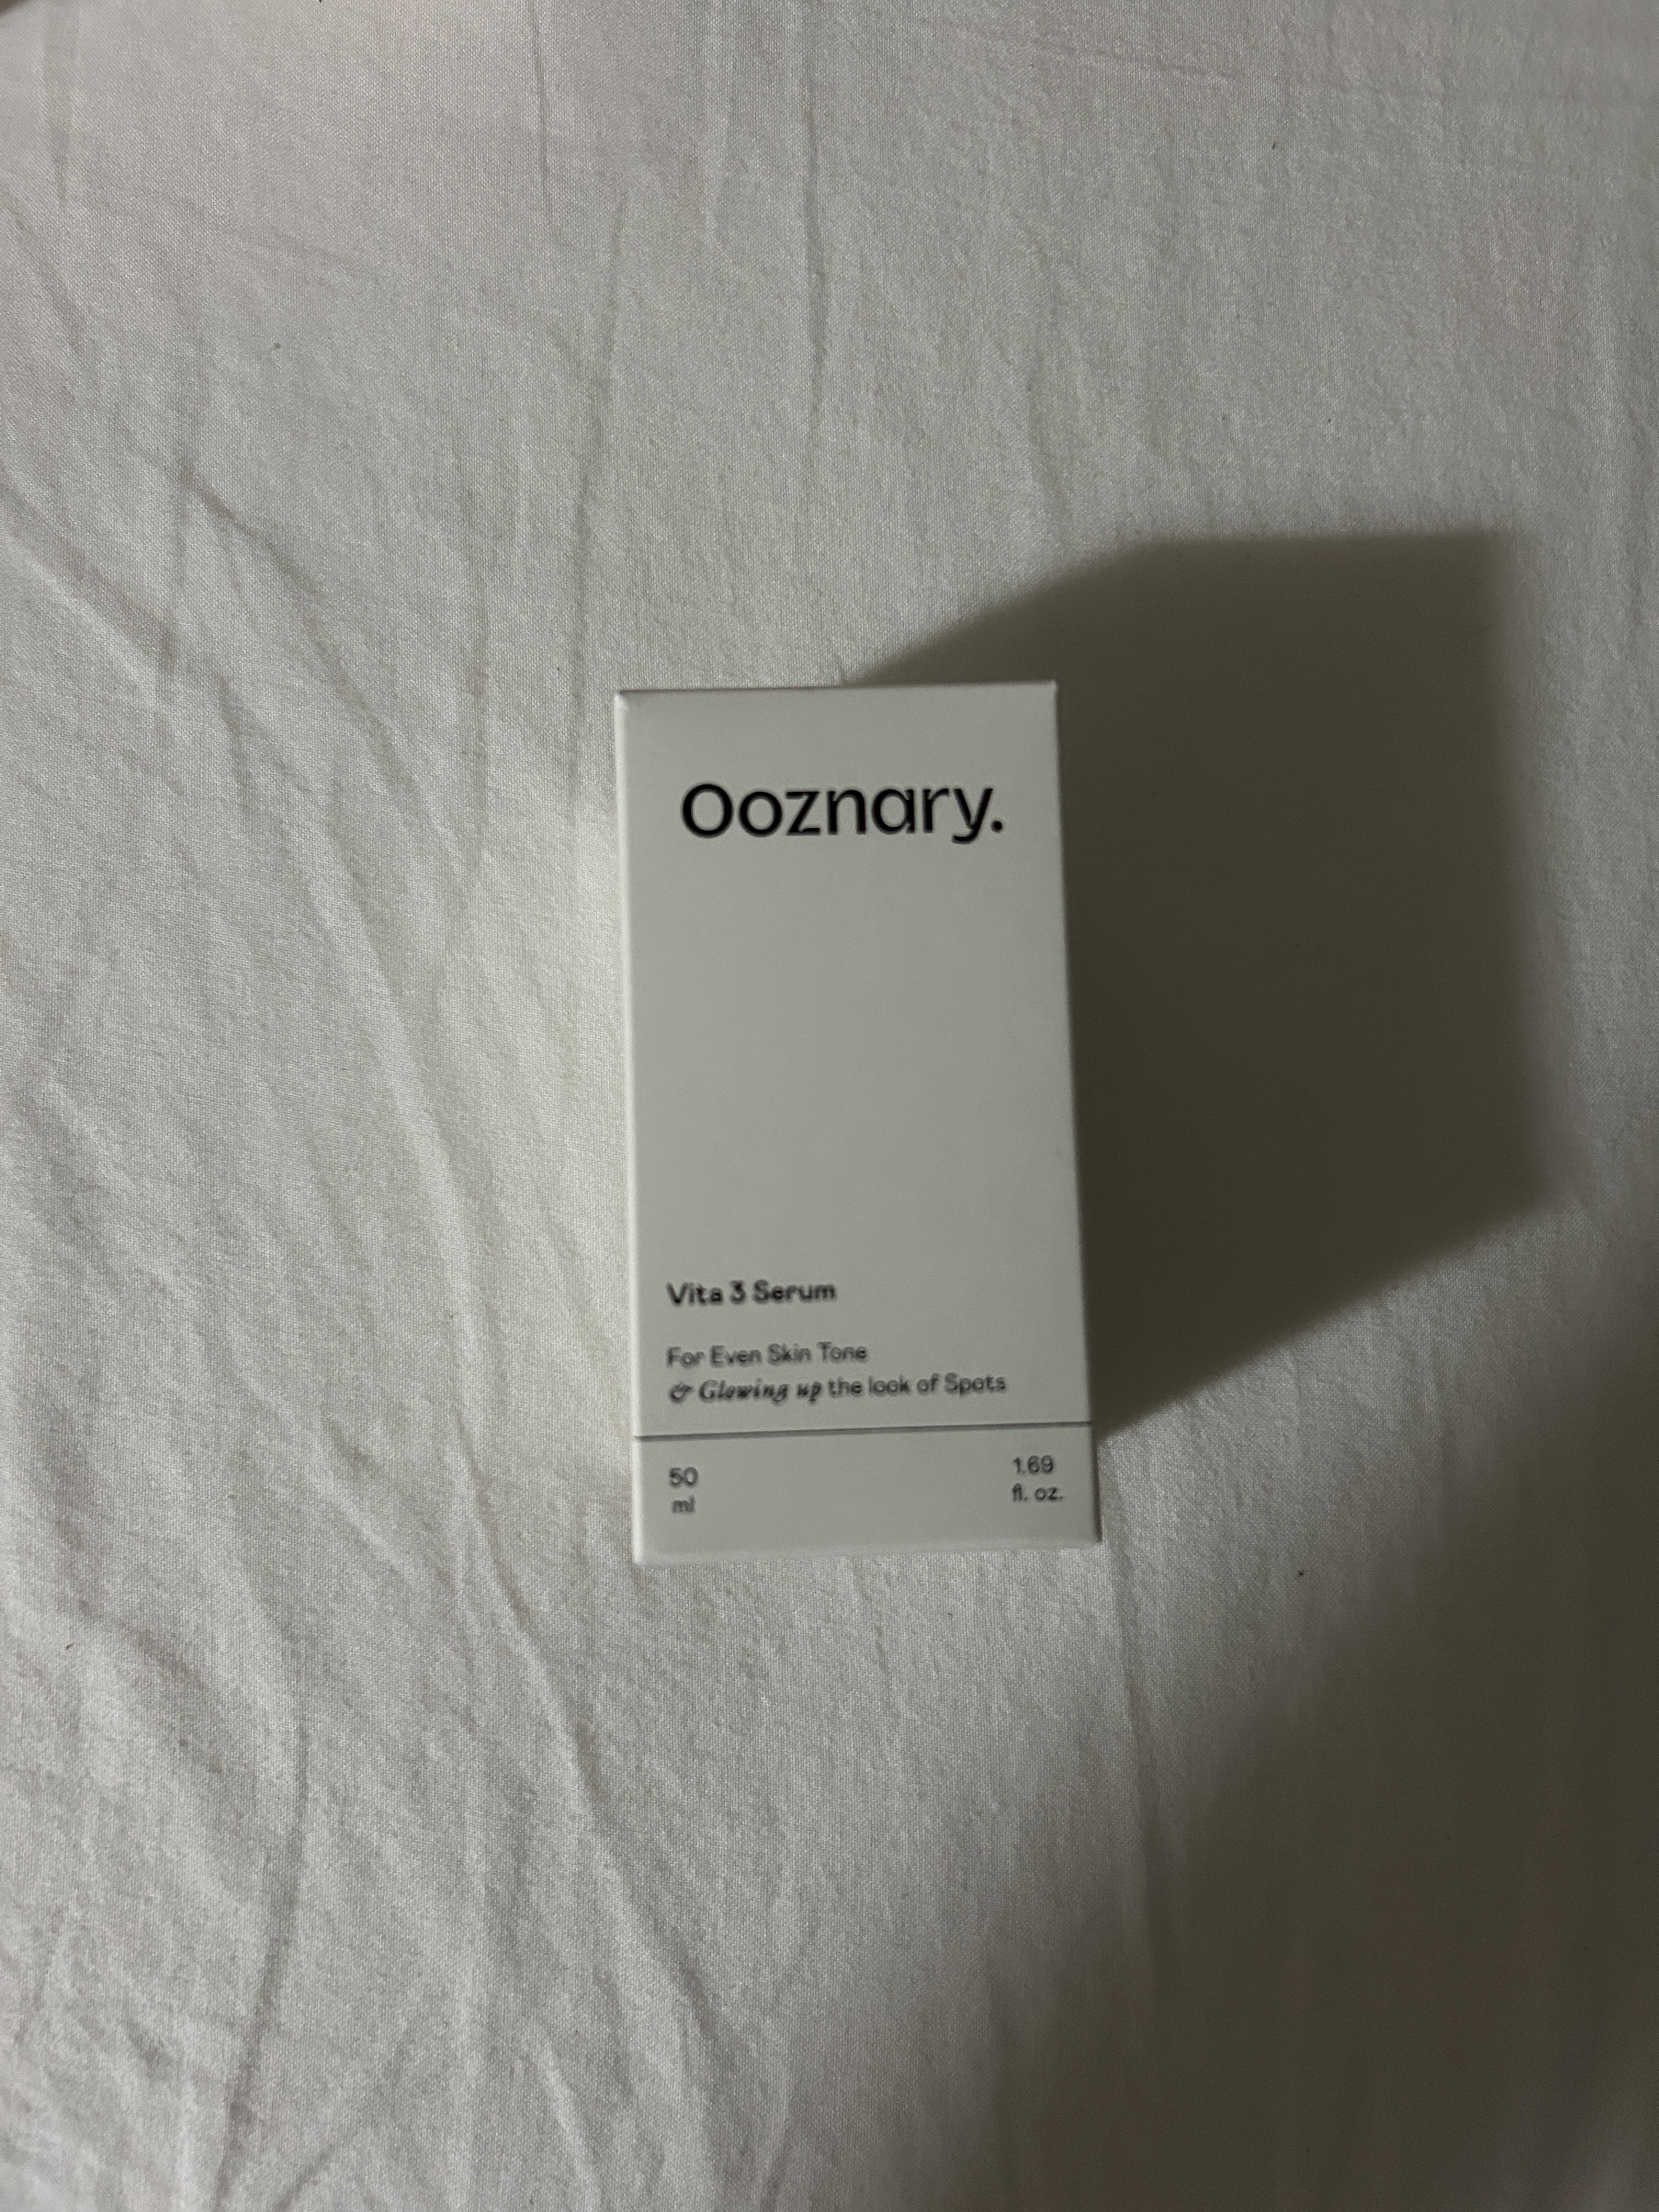 Ooznary.
Vita 3 Serum
For Even Skin Tone
& Glowing up the look of Spots
50
ml
1.69
fl. oz.